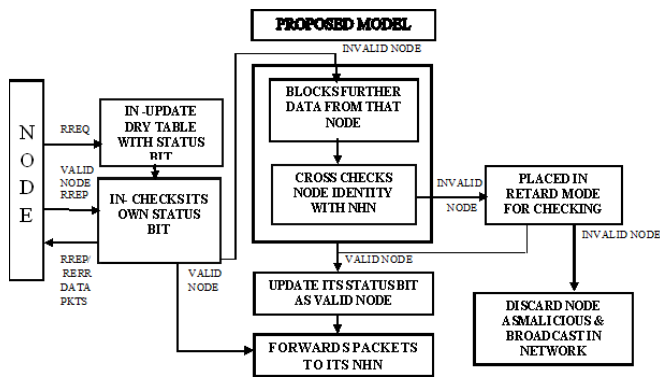 PROPOSED MODEL
INVALID NODE
BLOCKS FURTHER
DATA FROM THAT
NODE
N
O
D
E
RREQ
IN -UPDATE
DRY TABLE
WITH STATUS
BIT
VALID
NODE
RREP
IN- CHECKS ITS
OWN STATUS
BIT
CROSS CHECKS
NODE IDENTITY
WITH NHN
INVALID
NODE
PLACED IN
RETARD MODE
FOR CHECKING
INVALID NODE
RREP/
RERR
DATA
PKTS
VALID
NODE
VALID NODE
UPDATE ITS STATUS BIT
AS VALID NODE
DISCARD NODE
ASMALICIOUS &
BROADCAST IN
NETWORK
FORWARDS PACKETS
TO ITS NHN